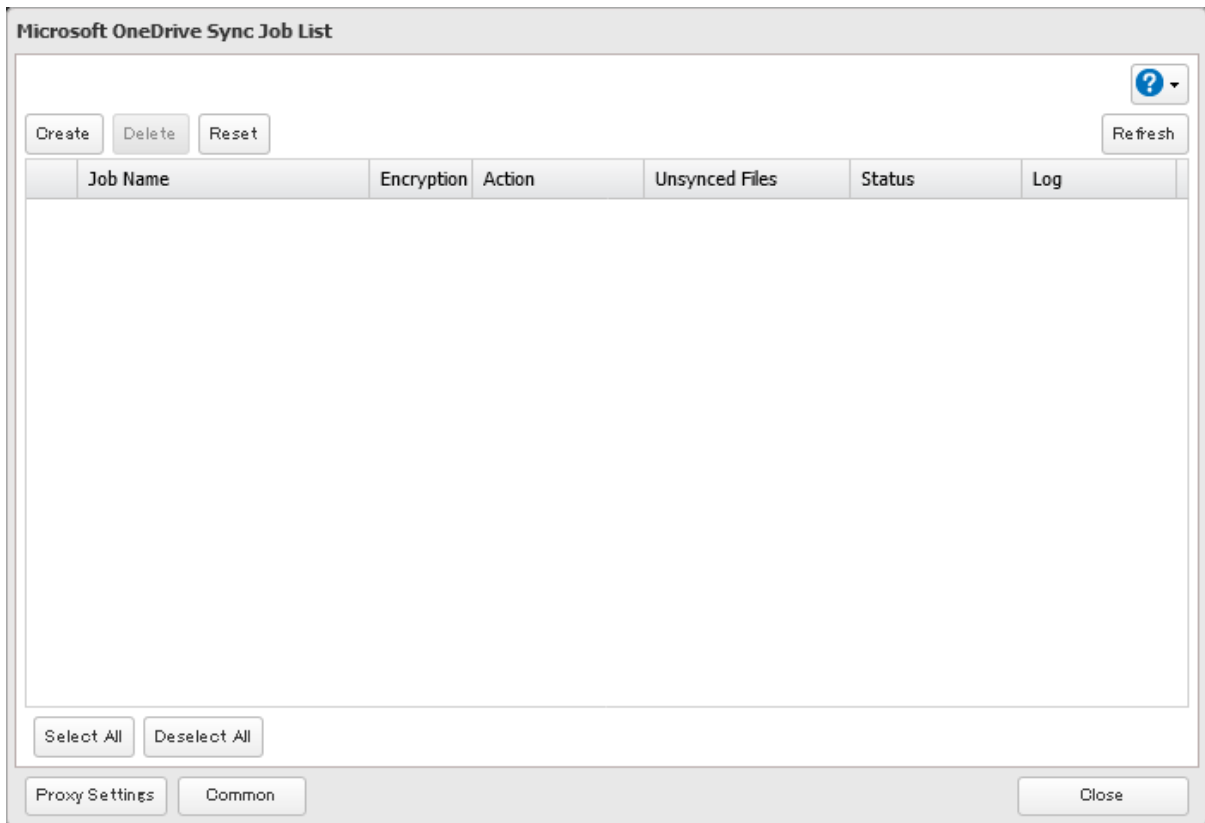 Microsoft OneDrive Sync Job List
?
Create Delete Reset Refresh
Job Name Encryption Action Unsynced Files Status Log
Select All Deselect All
Proxy Settings Common Close